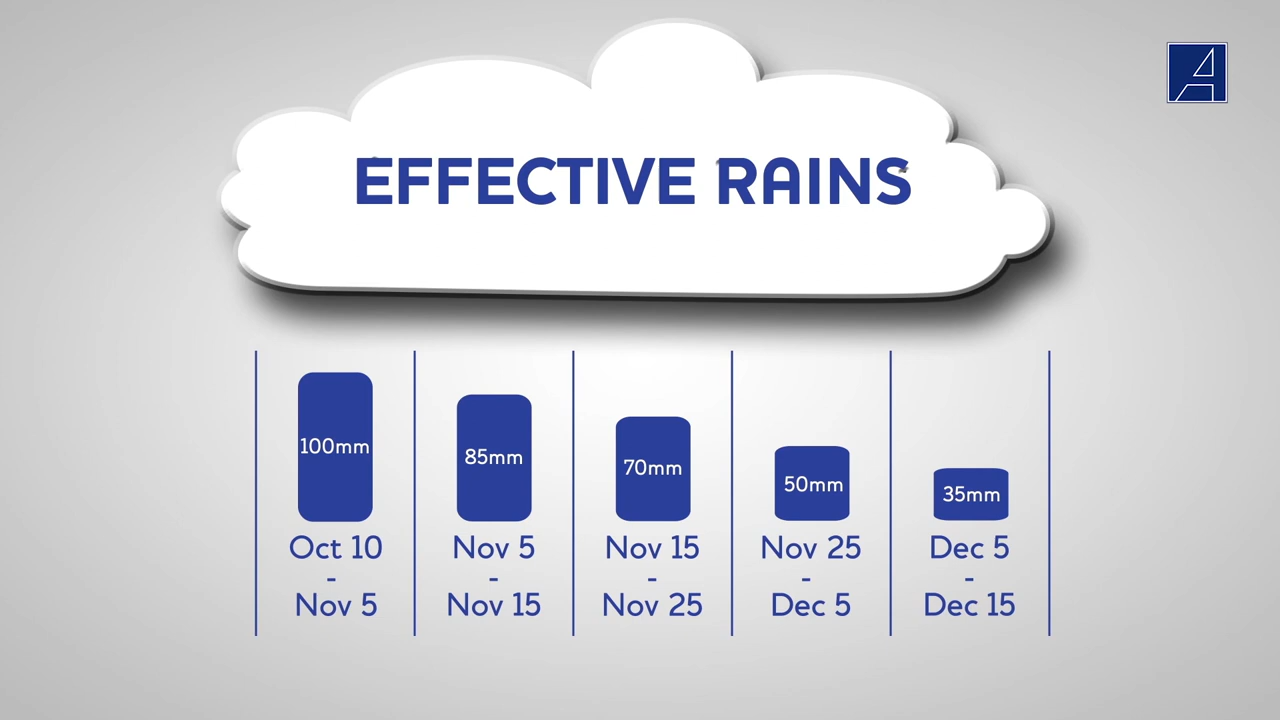 EFFECTIVE RAINS
100mm
85mm
70mm
50mm
35mm
Oct 10
-
Nov 5
Nov 5
-
Nov 15
Nov 15
-
Nov 25
Nov 25
-
Dec 5
Dec 5
-
Dec 15
A